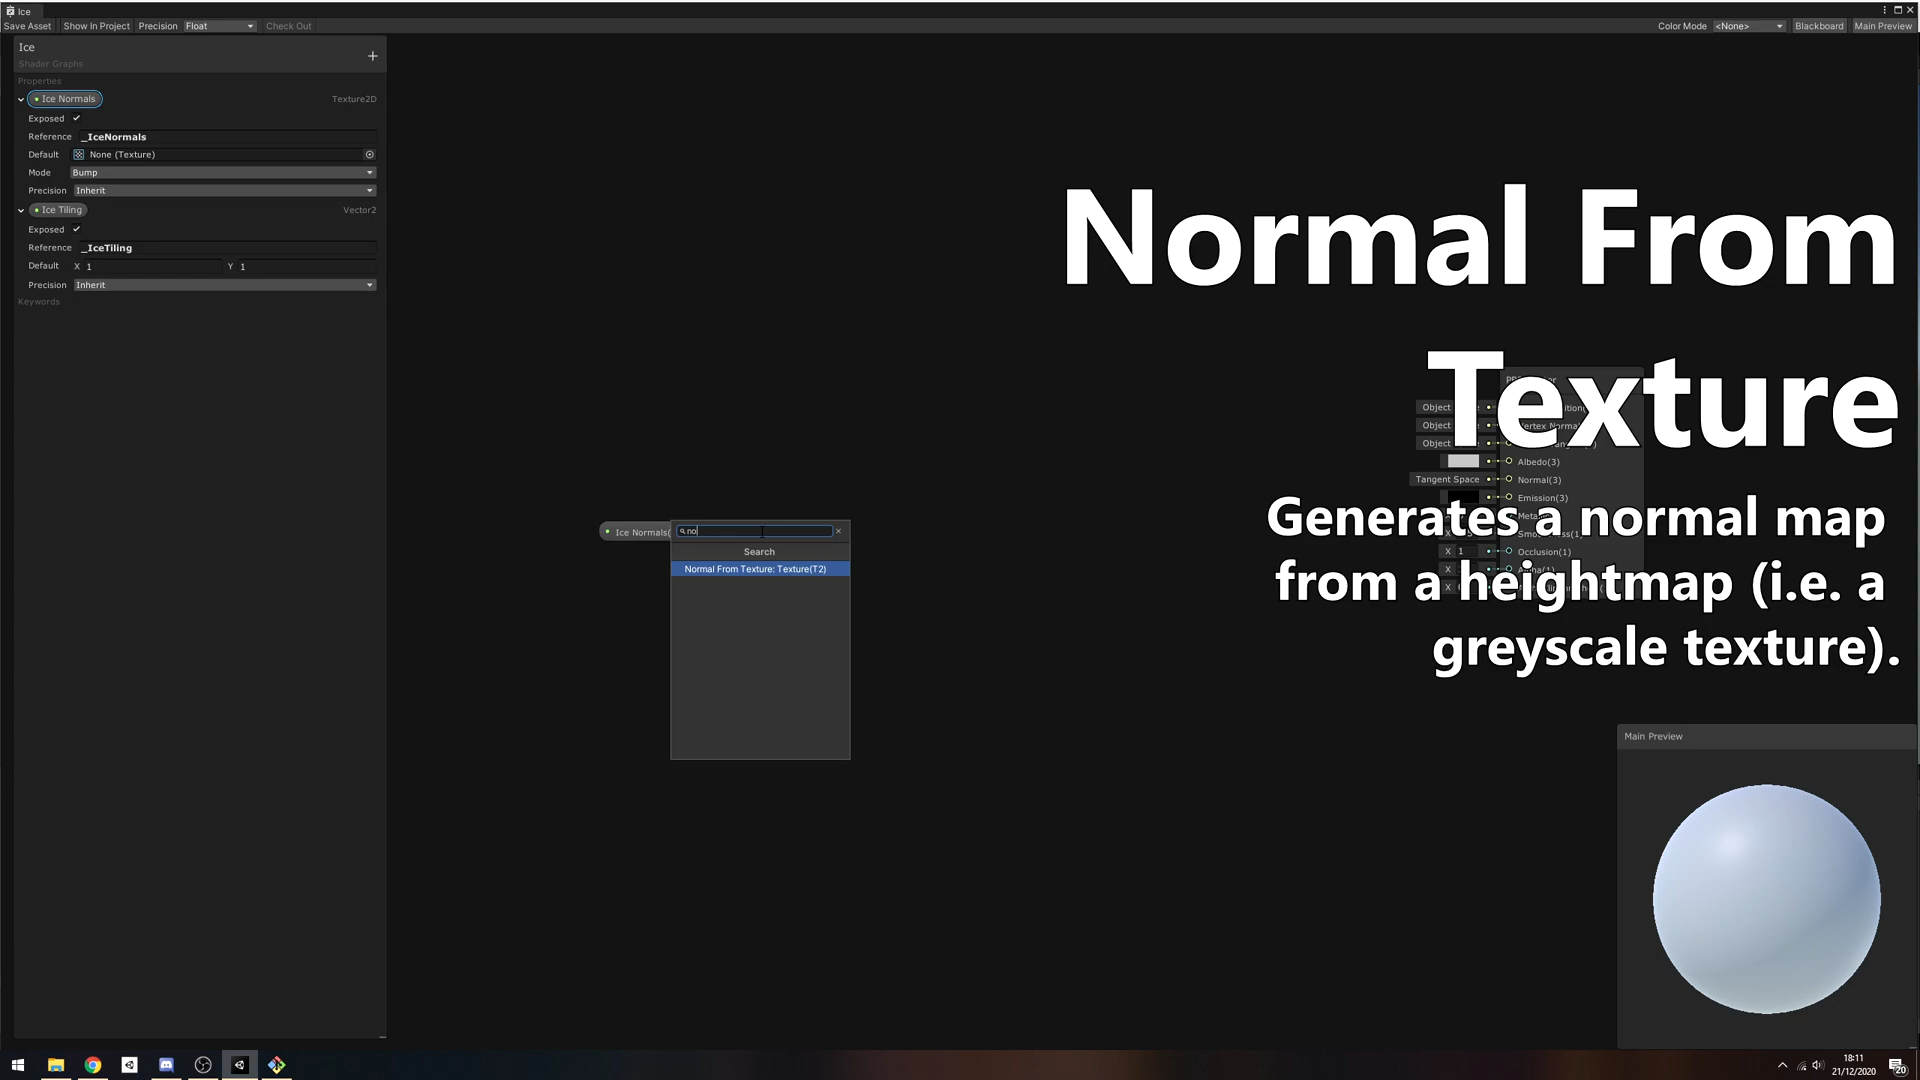 Ice
Save Asset Show In Project Precision Float Check Out Color Mode <None> Blackboard Main Preview
Ice
Shader Graphs
Properties
Ice Normals Texture2D
Exposed
Reference _IceNormals
Default None (Texture)
Mode Bump
Precision Inherit
Ice Tiling Vector2
Exposed
Reference _IceTiling
Default X 1 Y 1
Precision Inherit
Keywords
Normal From
Texture
Generates a normal map
from a heightmap (i.e. a
greyscale texture).
Object
Object
Object
Albedo(3)
Tangent Space Normal(3)
Emission(3)
X 1 Occlusion(1)
X
X
Ice Normals(
no
Search
Normal From Texture: Texture(T2)
Main Preview
18:11
21/12/2020
20